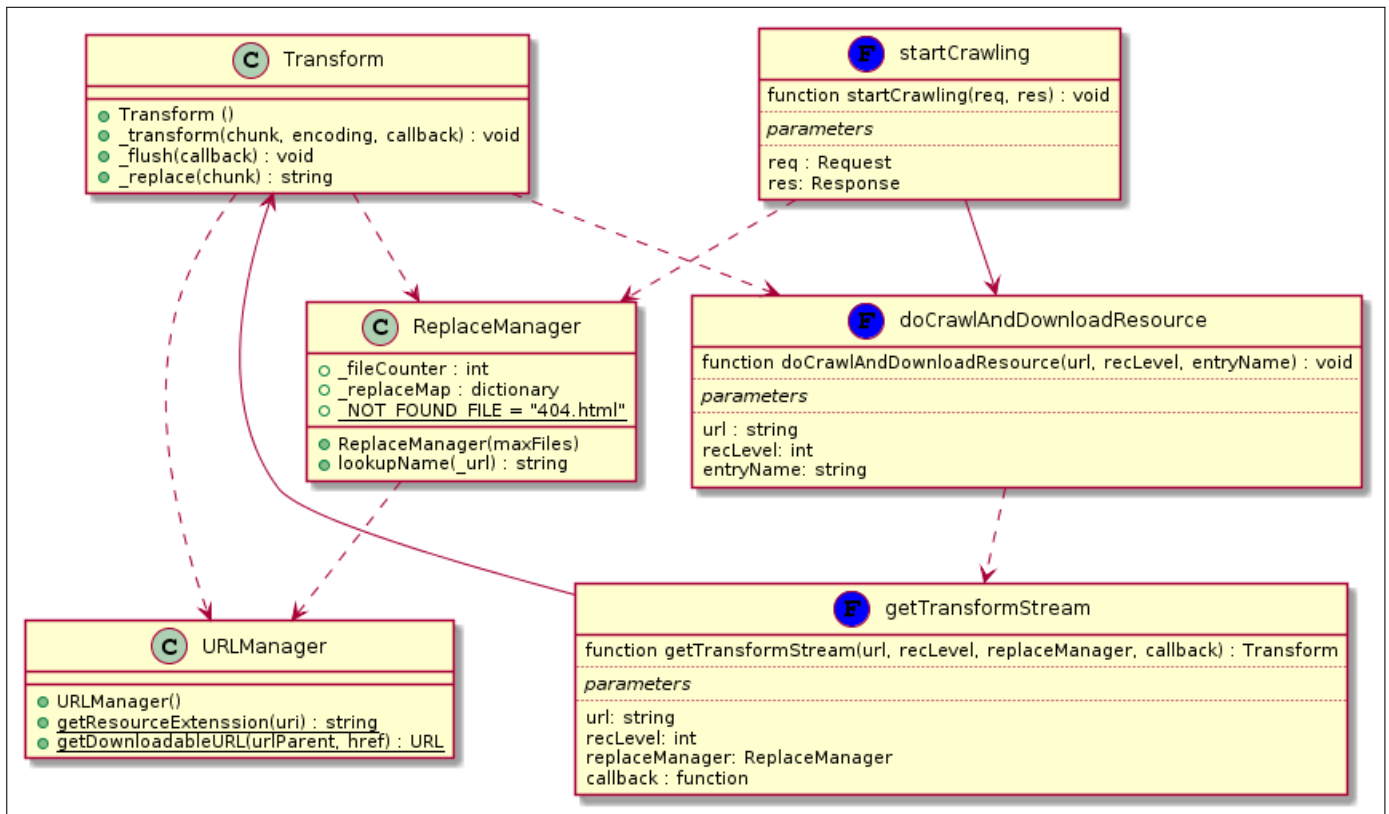 C Transform
Transform ()
_transform(chunk, encoding, callback) : void
_flush(callback) : void
_replace(chunk) : string
F startCrawling
function startCrawling(req, res) : void
parameters
req : Request
res: Response
C ReplaceManager
_fileCounter : int
_replaceMap : dictionary
_NOT_FOUND_FILE = "404.html"
ReplaceManager(maxFiles)
lookupName(_url) : string
F doCrawlAndDownloadResource
function doCrawlAndDownloadResource(url, recLevel, entryName) : void
parameters
url : string
recLevel: int
entryName: string
C URLManager
URLManager()
getResourceExtenssion(uri) : string
getDownloadableURL(urlParent, href) : URL
F getTransformStream
function getTransformStream(url, recLevel, replaceManager, callback) : Transform
parameters
url: string
recLevel: int
replaceManager: ReplaceManager
callback : function